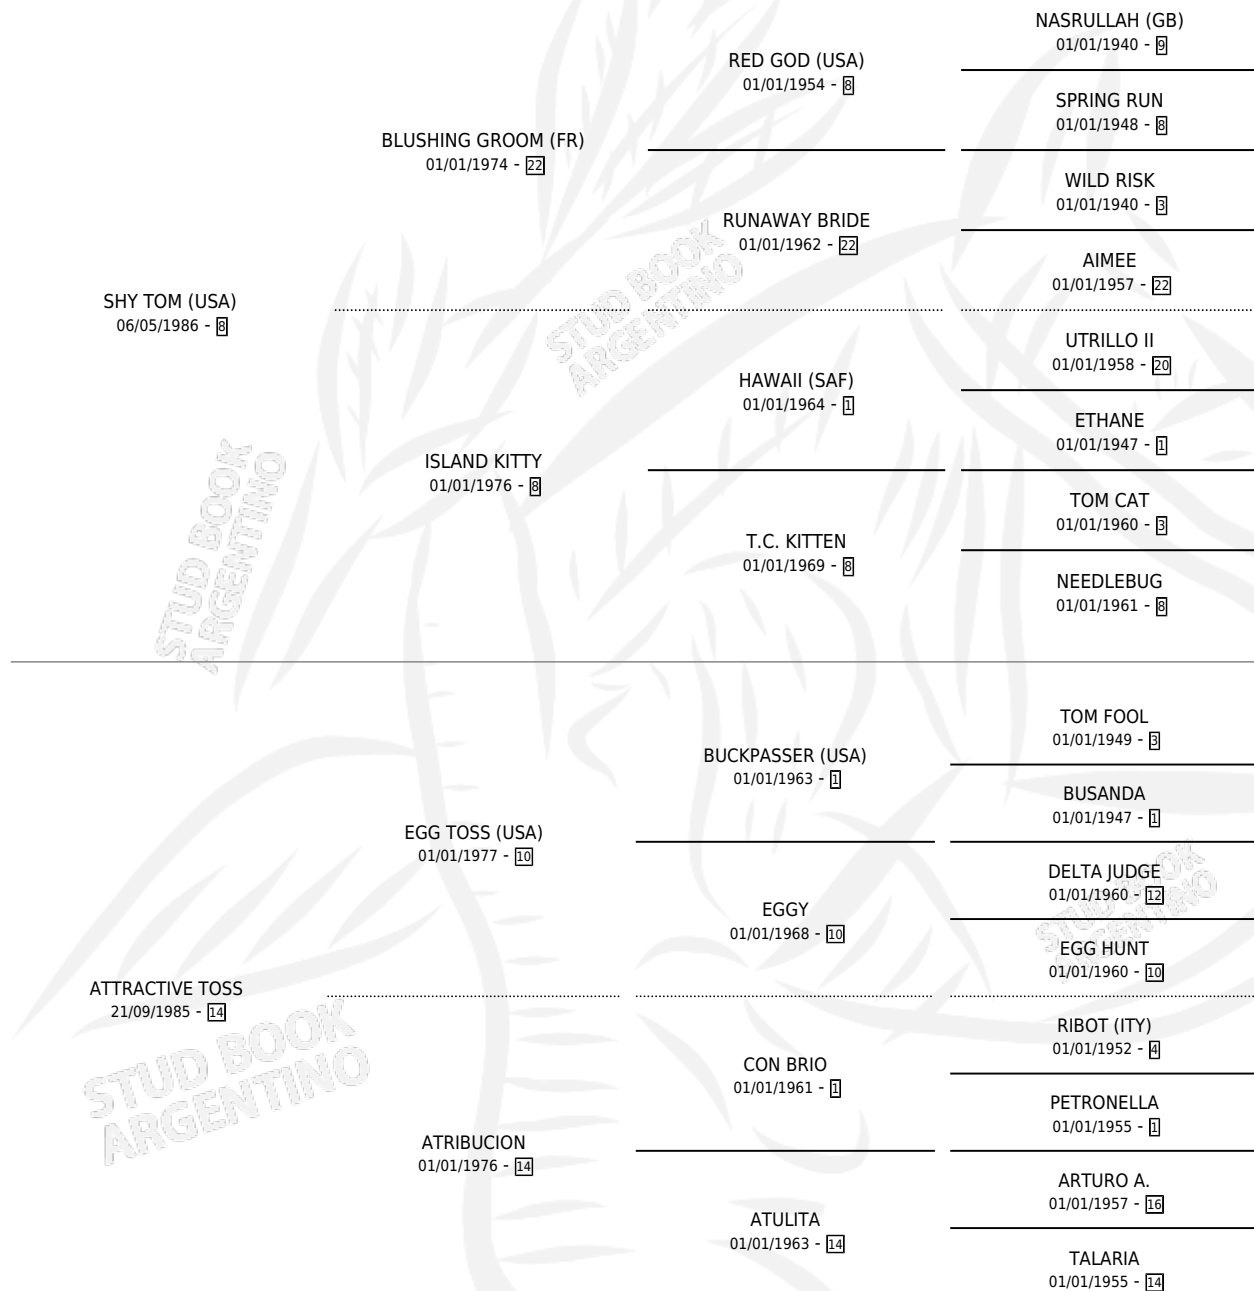 NASRULLAH (GB)
01/01/1940 - 9
RED GOD (USA)
01/01/1954 - 8
SPRING RUN
01/01/1948 - 8
BLUSHING GROOM (FR)
01/01/1974 - 22
WILD RISK
01/01/1940 - 3
RUNAWAY BRIDE
01/01/1962 - 22
AIMEE
01/01/1957 - 22
SHY TOM (USA)
06/05/1986 - 8
STUD BOOK
ARGENTINO
UTRILLO II
01/01/1958 - 20
HAWAII (SAF)
01/01/1964 - 1
ETHANE
01/01/1947 - 1
ISLAND KITTY
01/01/1976 - 8
TOM CAT
01/01/1960 - 3
T.C. KITTEN
01/01/1969 - 8
NEEDLEBUG
01/01/1961 - 8
STUD BOOK
ARGENTINO
TOM FOOL
01/01/1949 - 3
BUCKPASSER (USA)
01/01/1963 - 1
BUSANDA
01/01/1947 - 1
EGG TOSS (USA)
01/01/1977 - 10
DELTA JUDGE
01/01/1960 - 12
EGGY
01/01/1968 - 10
STUD BOOK
ARGENTINO
EGG HUNT
01/01/1960 - 10
ATTRACTIVE TOSS
21/09/1985 - 14
RIBOT (ITY)
01/01/1952 - 4
STUD BOOK
ARGENTINO
CON BRIO
01/01/1961 - 1
PETRONELLA
01/01/1955 - 1
ATRIBUCION
01/01/1976 - 14
ARTURO A.
01/01/1957 - 16
ATULITA
01/01/1963 - 14
TALARIA
01/01/1955 - 14